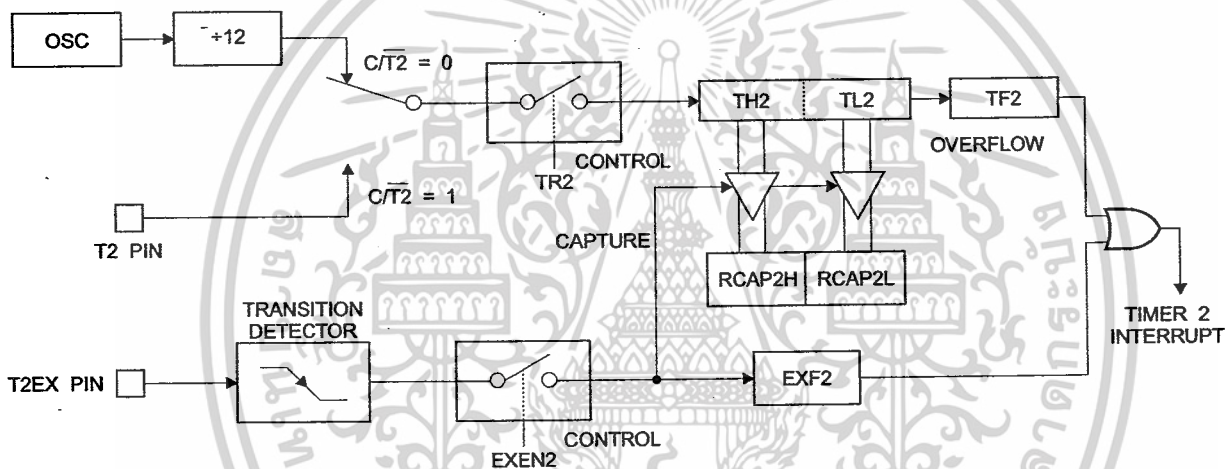 OSC
÷12
C/T2 = 0
TH2
TL2
TF2
OVERFLOW
CONTROL
TR2
C/T2 = 1
T2 PIN
CAPTURE
RCAP2H
RCAP2L
TRANSITION
DETECTOR
TIMER 2
INTERRUPT
T2EX PIN
EXF2
CONTROL
EXEN2